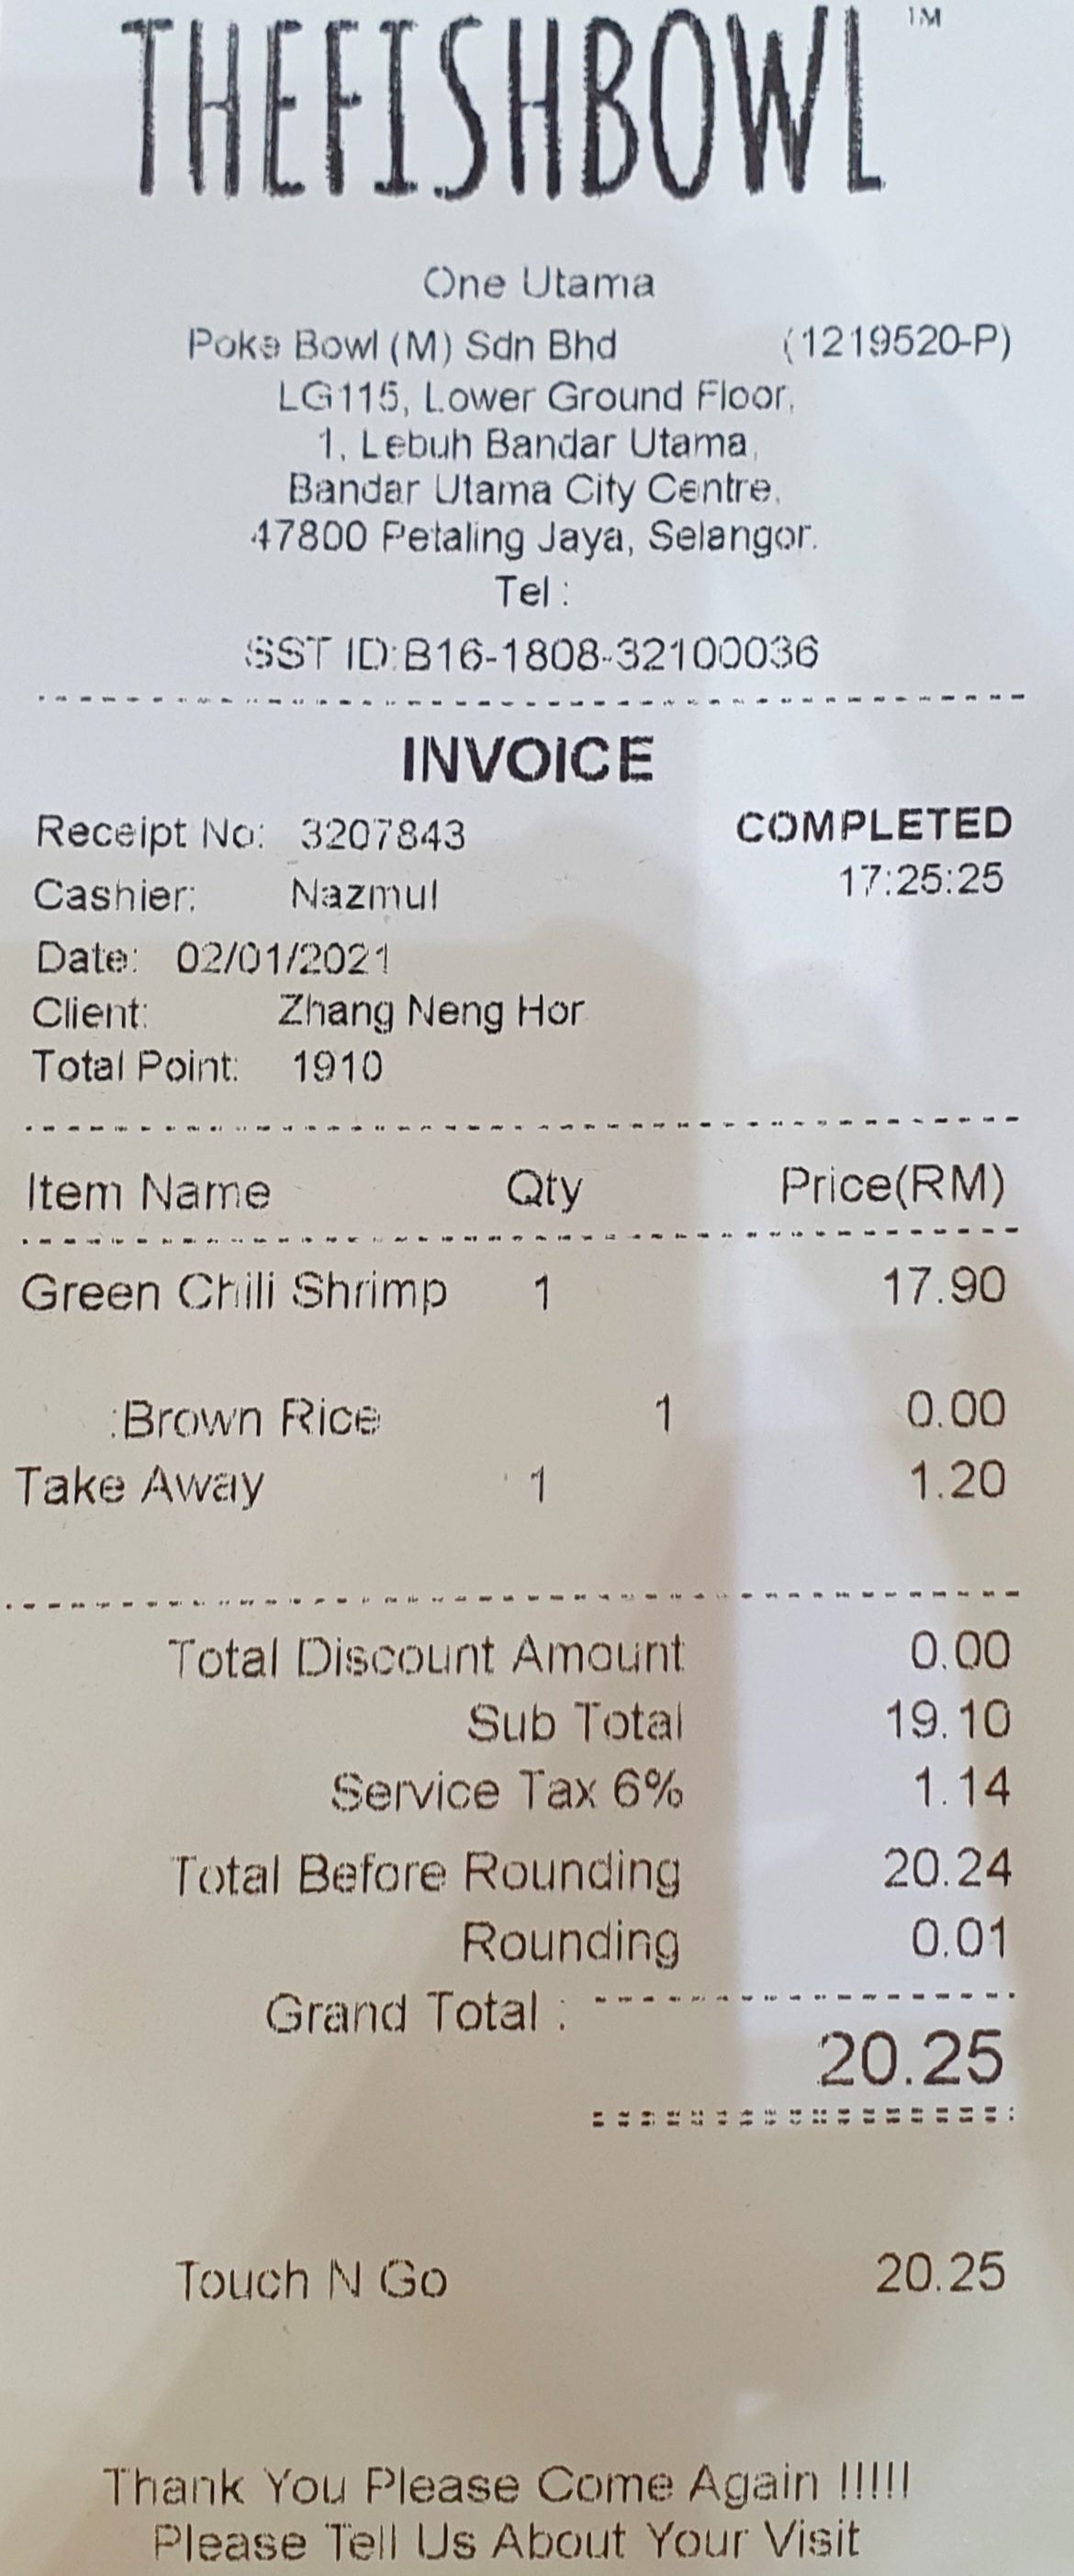 THEFISHBOWL ™
One Utama
Poke Bowl (M) Sdn Bhd (1219520-P)
LG115, Lower Ground Floor,
1, Lebuh Bandar Utama,
Bandar Utama City Centre,
47800 Petaling Jaya, Selangor.
Tel :
SST ID:B16-1808-32100036
INVOICE
Receipt No: 3207843 COMPLETED
Cashier: Nazmul 17:25:25
Date: 02/01/2021
Client: Zhang Neng Hor
Total Point: 1910
Item Name Qty Price(RM)
Green Chili Shrimp 1 17.90
:Brown Rice 1 0.00
Take Away 1 1.20
Total Discount Amount 0.00
Sub Total 19.10
Service Tax 6% 1.14
Total Before Rounding 20.24
Rounding 0.01
Grand Total :
20.25
Touch N Go 20.25
Thank You Please Come Again !!!!!
Please Tell Us About Your Visit